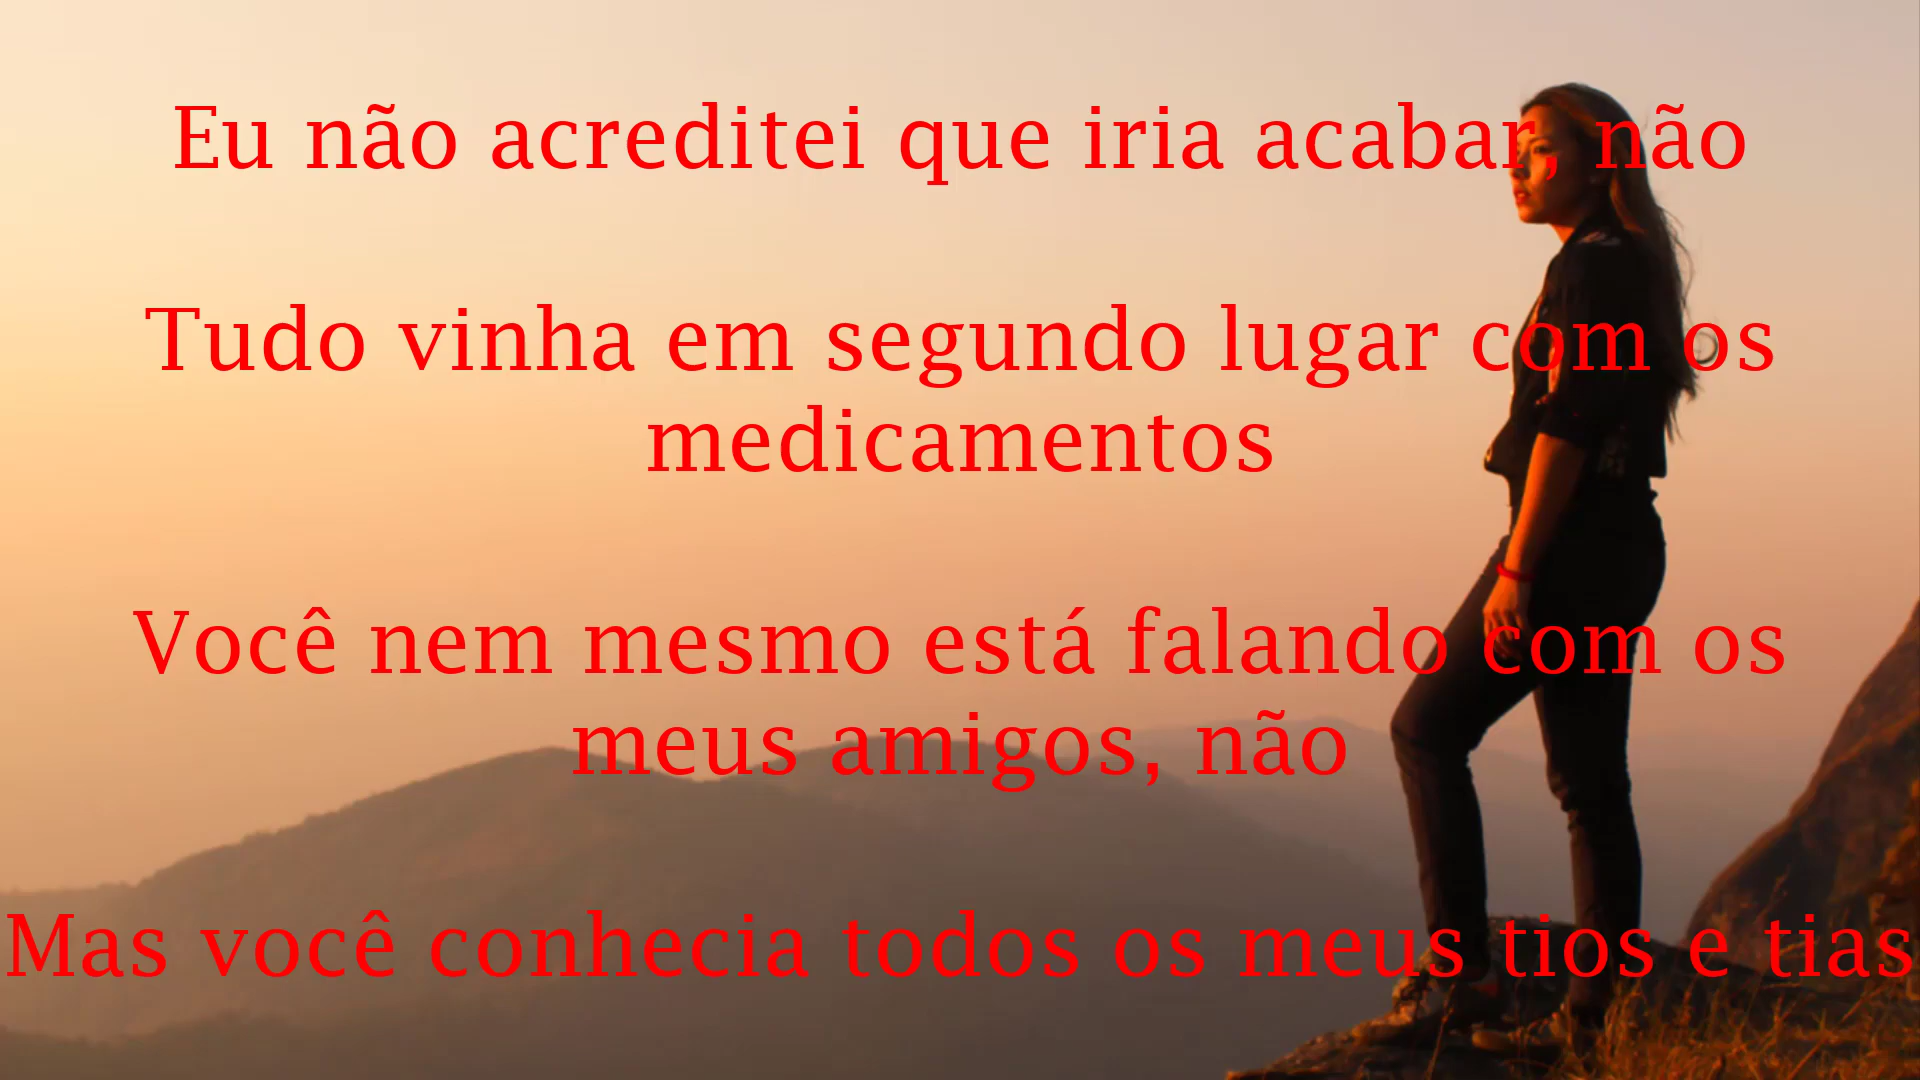 Eu não acreditei que iria acabar, não
Tudo vinha em segundo lugar com os
medicamentos
Você nem mesmo está falando com os
meus amigos, não
Mas você conhecia todos os meus tios e tias